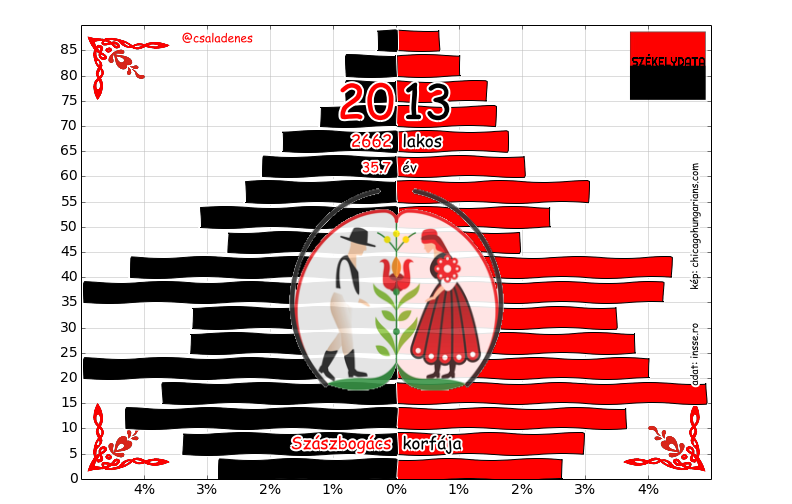 @csaladenes
SZÉKELYDATA
2013
2662 lakos
35.7 év
kép: chicagohungarians.com
adat: insse.ro
Szászbogács korfája
85
80
75
70
65
60
55
50
45
40
35
30
25
20
15
10
5
0
4% 3% 2% 1% 0% 1% 2% 3% 4%